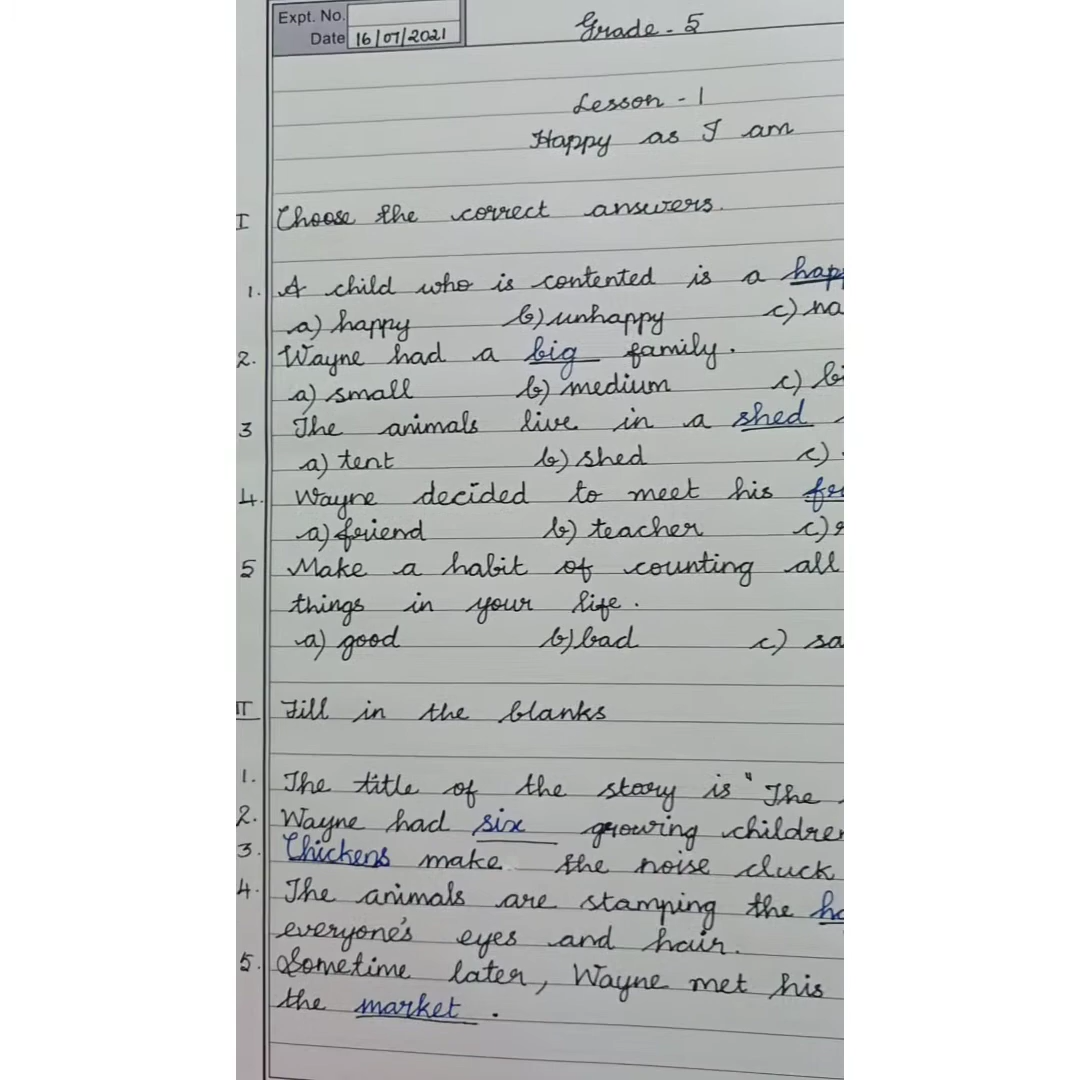 Expt. No.
Date 16/07/2021
Grade - 5
Lesson - 1
Happy as I am
I Choose the correct answers.
1. A child who is contented is a
a) happy b) unhappy c)
2. Wayne had a big family.
a) small b) medium c)
3 The animals live in a shed
a) tent b) shed c)
4. Wayne decided to meet his
a) friend b) teacher c)
5 Make a habit of counting all
things in your life.
a) good b) bad c)
II Fill in the blanks
1. The title of the story is "The
2. Wayne had six growing children
3. Chickens make the noise cluck
4. The animals are stamping the
everyone's eyes and hair.
5. Sometime later, Wayne met his
the market.